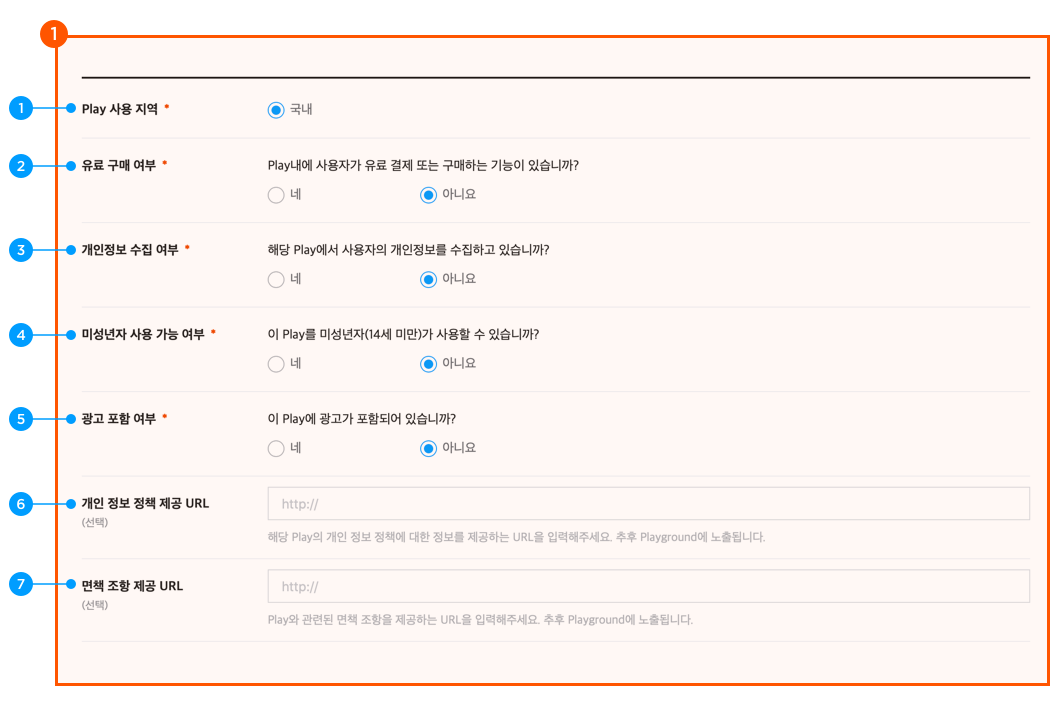 1
1 Play 사용 지역 * 국내
2 유료 구매 여부 * Play내에 사용자가 유료 결제 또는 구매하는 기능이 있습니까?
네 아니요
3 개인정보 수집 여부 * 해당 Play에서 사용자의 개인정보를 수집하고 있습니까?
네 아니요
4 미성년자 사용 가능 여부 * 이 Play를 미성년자(14세 미만)가 사용할 수 있습니까?
네 아니요
5 광고 포함 여부 * 이 Play에 광고가 포함되어 있습니까?
네 아니요
6 개인 정보 정책 제공 URL http://
(선택)
해당 Play의 개인 정보 정책에 대한 정보를 제공하는 URL을 입력해주세요. 추후 Playground에 노출됩니다.
7 면책 조항 제공 URL http://
(선택)
Play와 관련된 면책 조항을 제공하는 URL을 입력해주세요. 추후 Playground에 노출됩니다.